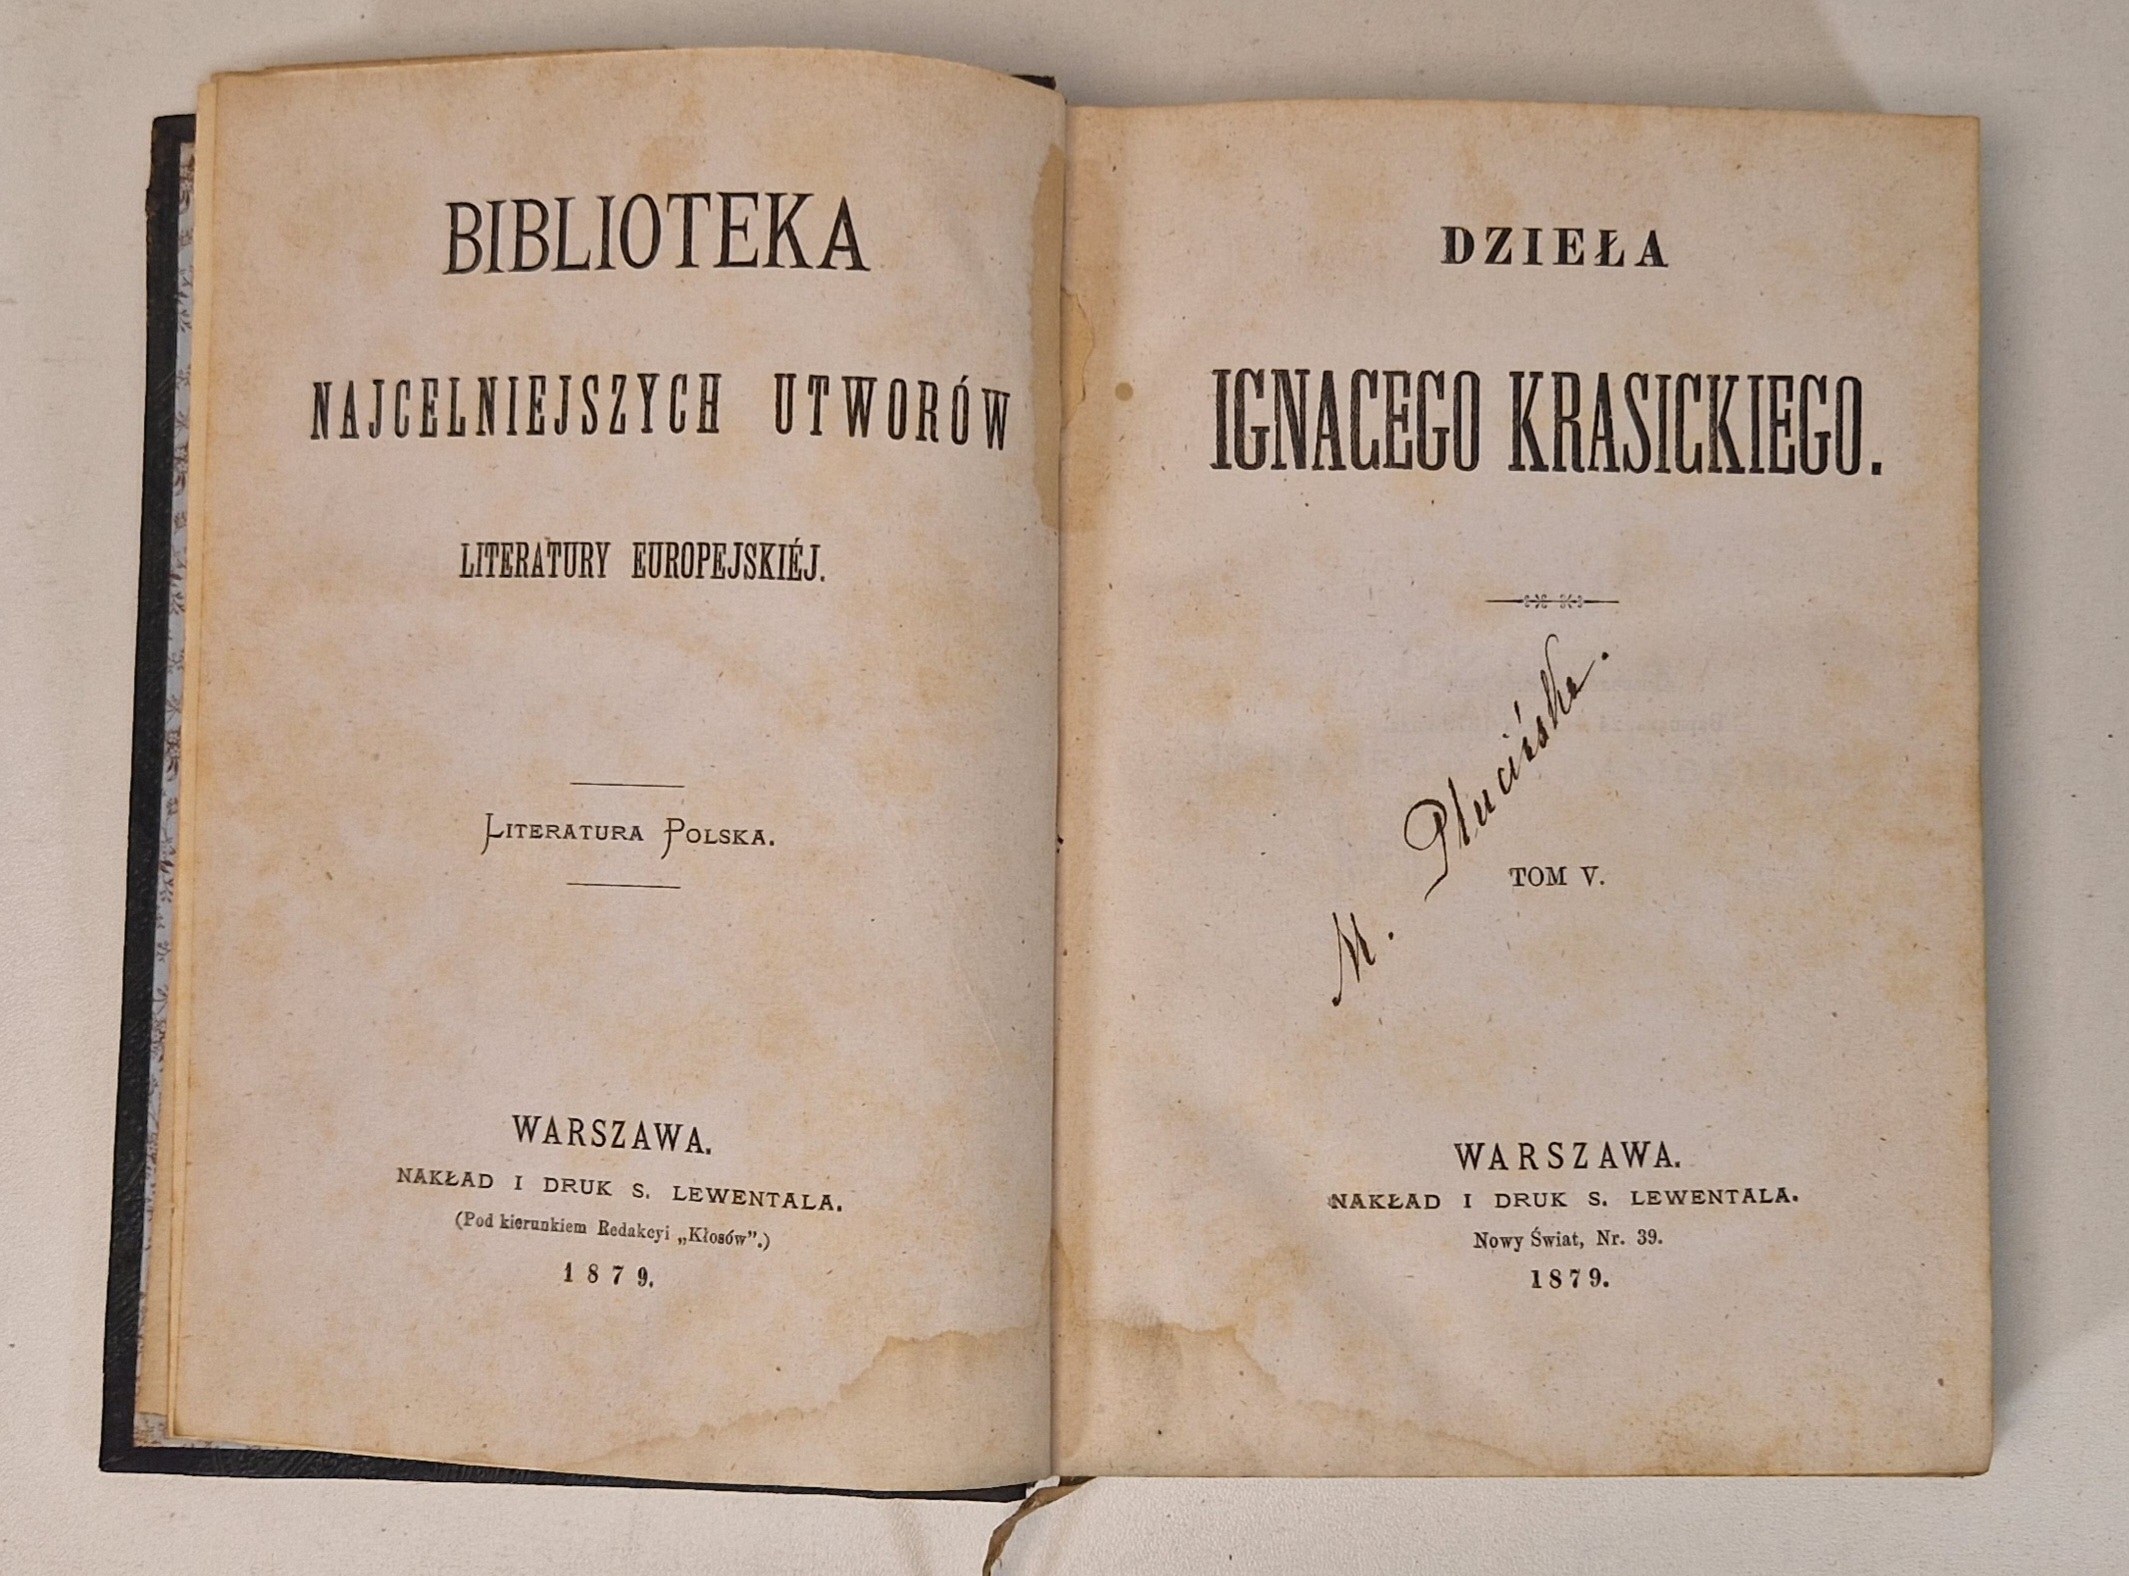 BIBLIOTEKA
NAJCELNIEJSZYCH UTWORÓW
LITERATURY EUROPEJSKIÉJ.
LITERATURA POLSKA.
WARSZAWA.
NAKŁAD I DRUK S. LEWENTALA.
(Pod kierunkiem Redakcyi „Kłosów”.)
1879.
DZIEŁA
IGNACEGO KRASICKIEGO.
M. Plucińska.
TOM V.
WARSZAWA.
NAKŁAD I DRUK S. LEWENTALA.
Nowy Świat, Nr. 39.
1879.